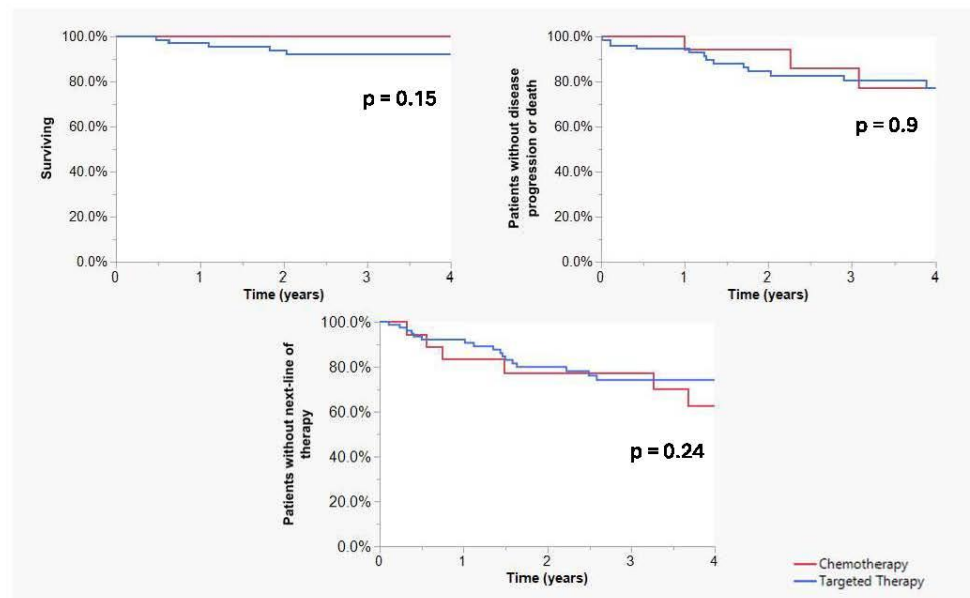 100.0%
80.0%
60.0%
40.0%
20.0%
0.0%
Surviving
p = 0.15
0 1 2 3 4
Time (years)
100.0%
80.0%
60.0%
40.0%
20.0%
0.0%
Patients without disease
progression or death
p = 0.9
0 1 2 3 4
Time (years)
100.0%
80.0%
60.0%
40.0%
20.0%
0.0%
Patients without next-line of
therapy
p = 0.24
0 1 2 3 4
Time (years)
Chemotherapy
Targeted Therapy